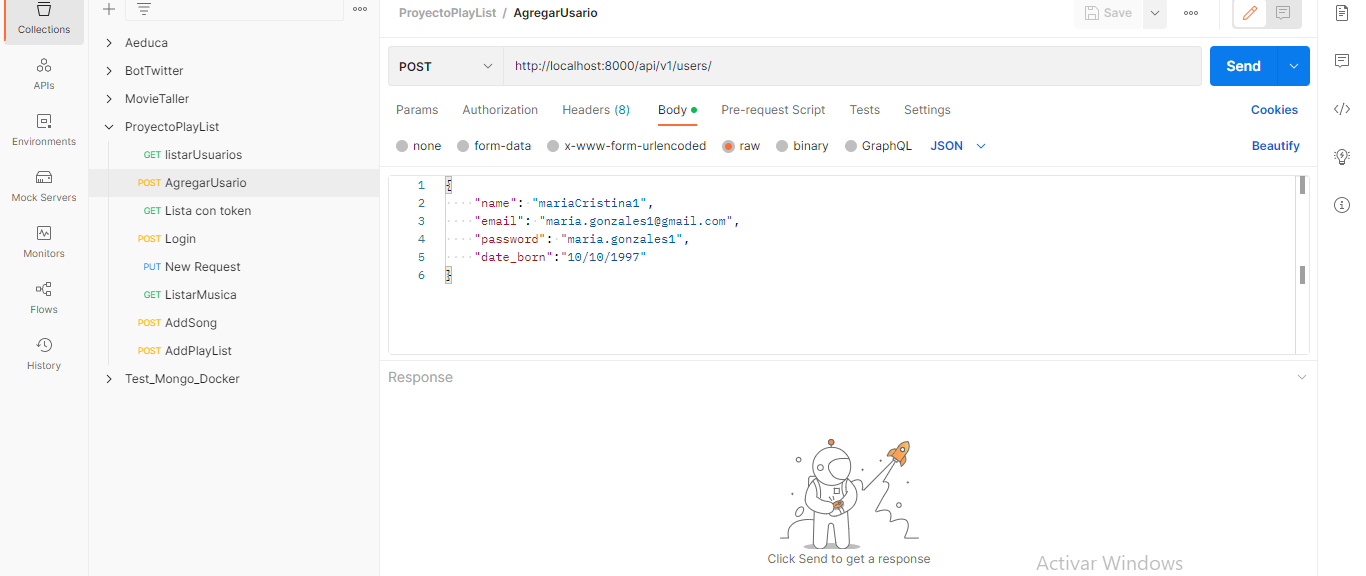 Collections
APIs
Environments
Mock Servers
Monitors
Flows
History
Aeduca
BotTwitter
MovieTaller
ProyectoPlayList
GET listarUsuarios
POST AgregarUsario
GET Lista con token
POST Login
PUT New Request
GET ListarMusica
POST AddSong
POST AddPlayList
Test_Mongo_Docker
ProyectoPlayList / AgregarUsario
Save
POST http://localhost:8000/api/v1/users/ Send
Params Authorization Headers (8) Body Pre-request Script Tests Settings Cookies
none form-data x-www-form-urlencoded raw binary GraphQL JSON Beautify
1 {
2 "name": "mariaCristina1",
3 "email": "maria.gonzales1@gmail.com",
4 "password": "maria.gonzales1",
5 "date_born":"10/10/1997"
6 }
Response
Click Send to get a response
Activar Windows